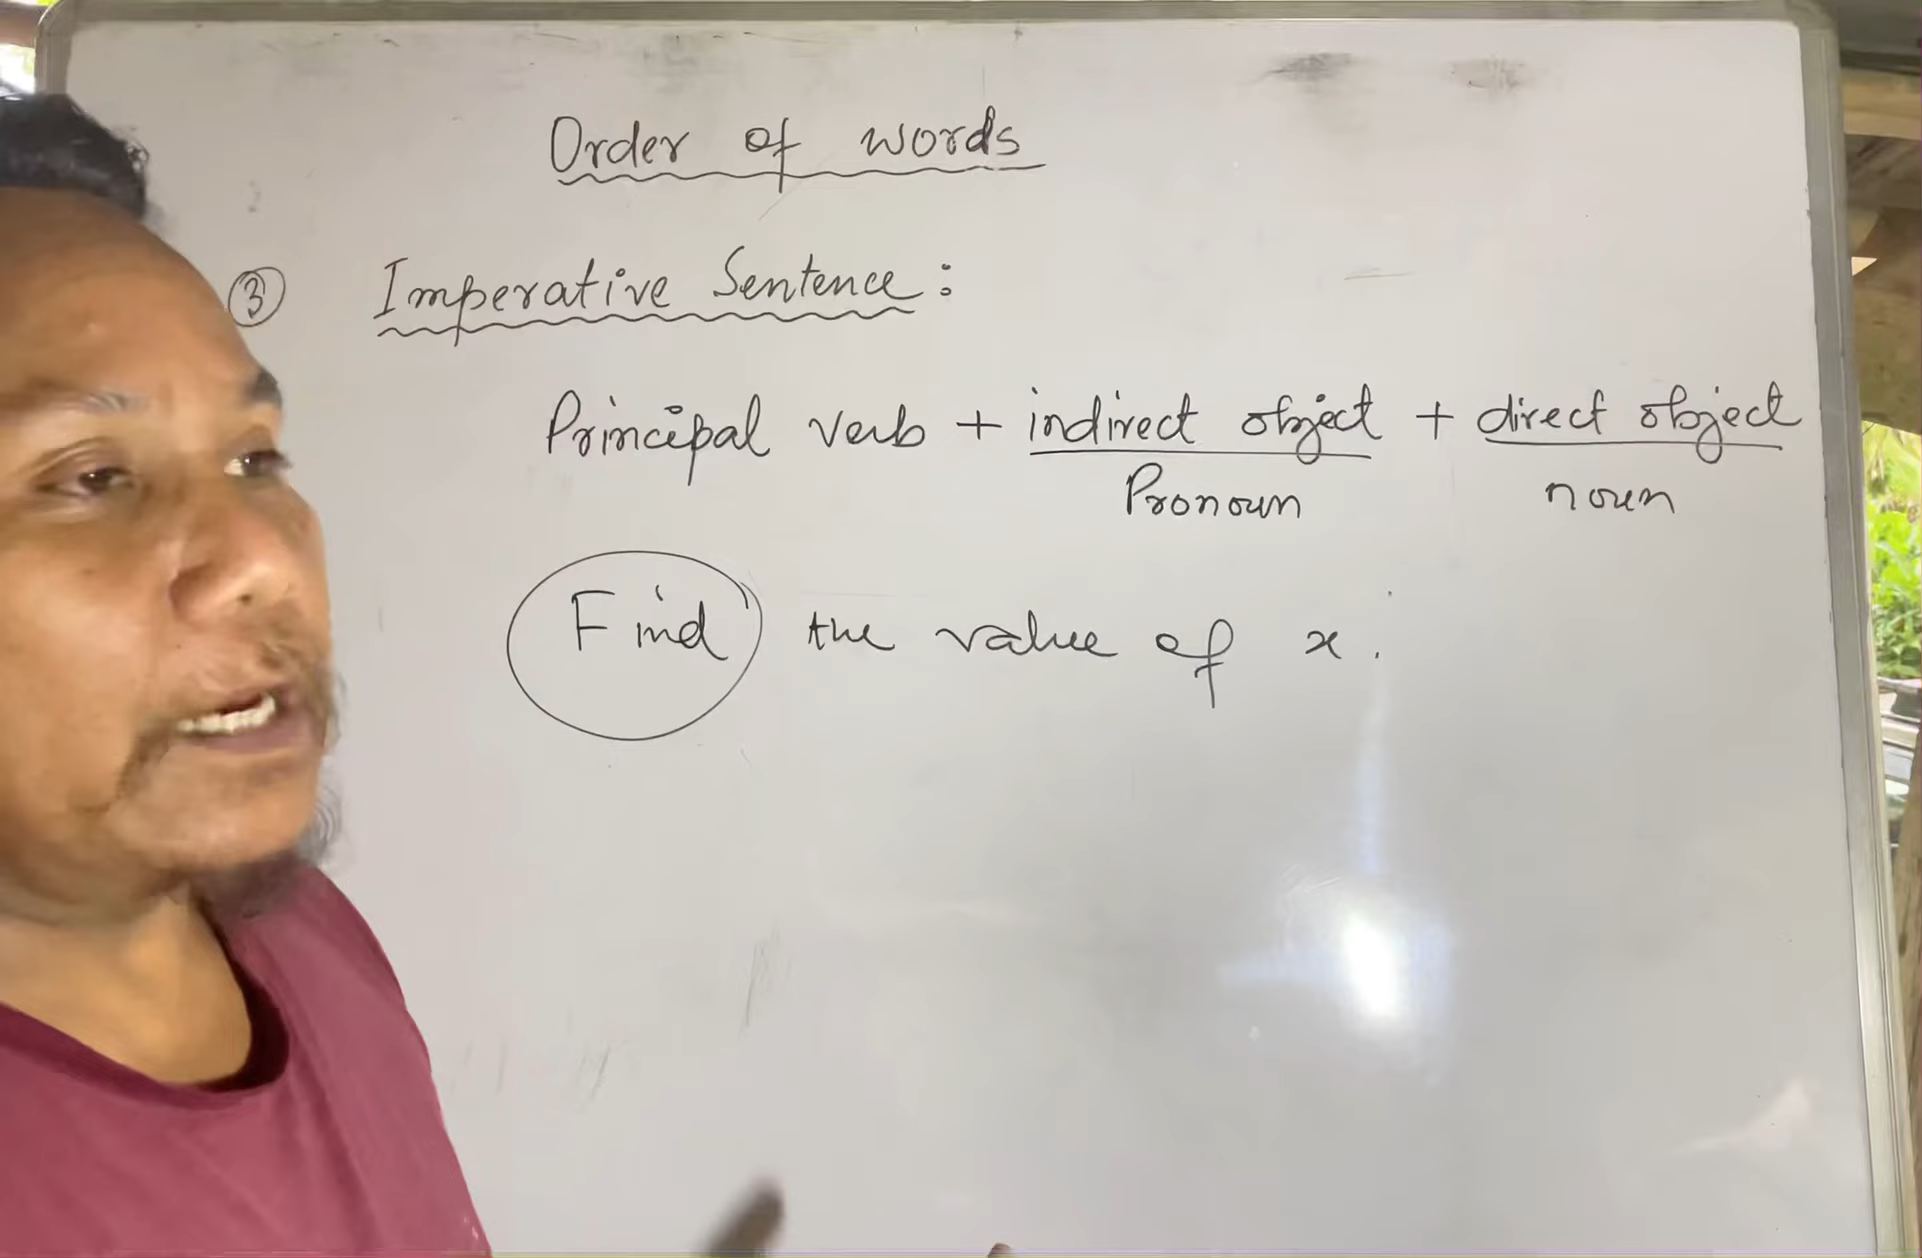 Order of words
③ Imperative Sentence:
Principal verb + indirect object + direct object
Pronoun noun
Find the value of x.